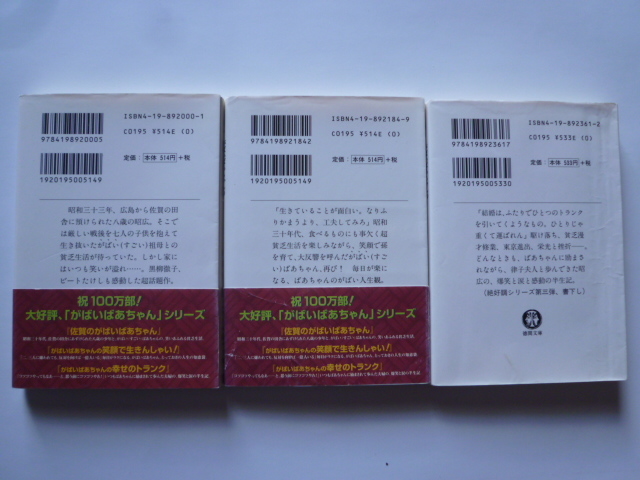 ISBN4-19-892000-1
C0195 ¥514E (0)
9784198920005
定価：本体 514円 +税
1920195005149
昭和三十三年、広島から佐賀の田
舎に預けられた八歳の昭広。そこで
は厳しい戦後を七人の子供を抱えて
生き抜いたがばい(すごい)祖母との
貧乏生活が待っていた。しかし家に
はいつも笑いが溢れ……。黒柳徹子、
ビートたけしも感動した超話題作。
祝100万部!
大好評、「がばいばあちゃん」シリーズ
『佐賀のがばいばあちゃん』
『がばいばあちゃんの笑顔で生きんしゃい!』
『がばいばあちゃんの幸せのトランク』
ISBN4-19-892184-9
C0195 ¥514E (0)
9784198921842
定価：本体 514円 +税
1920195005149
「生きていることが面白い。なりふ
りかまうより、工夫してみろ」昭和
三十年代、食べるものにも事欠く超
貧乏生活を楽しみながら、笑顔で孫
を育て、大反響を呼んだがばい(すご
い)ばあちゃん、再び? 毎日が楽に
なる、ばあちゃんのがばい人生観。
祝100万部!
大好評、「がばいばあちゃん」シリーズ
『佐賀のがばいばあちゃん』
『がばいばあちゃんの笑顔で生きんしゃい!』
『がばいばあちゃんの幸せのトランク』
ISBN4-19-892361-2
C0195 ¥533E (0)
9784198923617
定価：本体 533円 +税
1920195005330
「結婚は、ふたりでひとつのトランク
を引いてくようなもの。ひとりじゃ
重くて運ばれん」駆け落ち、貧乏漫
才修業、東京進出、栄光と挫折……。
どんなときも、ばあちゃんに励まさ
れながら、律子夫人と歩んできた昭
広の、爆笑と涙と感動の半生記。
(絶好調シリーズ第三弾、書下し)
徳間文庫